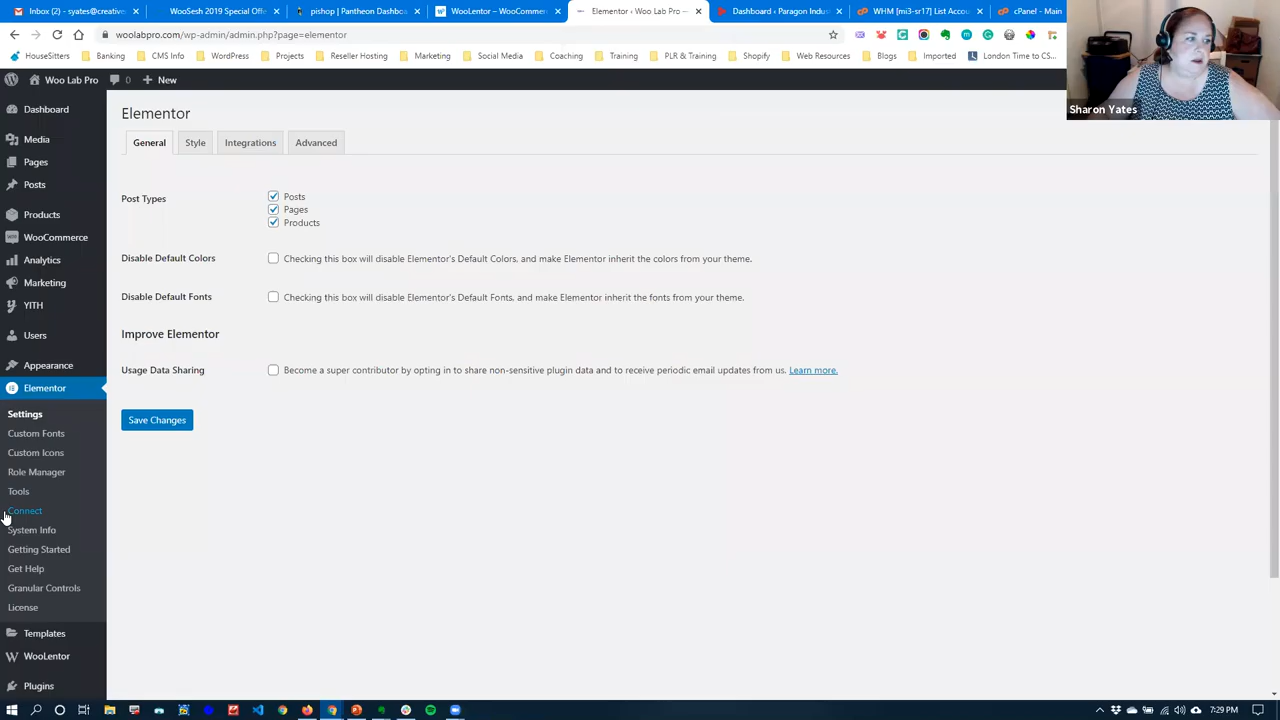 Inbox (2) - syates@creative
WooSesh 2019 Special Off
pishop | Pantheon Dashbo
WooLentor – WooCommer
Elementor ‹ Woo Lab Pro —
Dashboard ‹ Paragon Indus
WHM [mi3-sr17] List Accou
cPanel - Main
woolabpro.com/wp-admin/admin.php?page=elementor
HouseSitters
Banking
CMS Info
WordPress
Projects
Reseller Hosting
Marketing
Social Media
Coaching
Training
PLR & Training
Shopify
Web Resources
Blogs
Imported
London Time to CS...
Woo Lab Pro
0
New
Sharon Yates
Dashboard
Media
Pages
Posts
Products
WooCommerce
Analytics
Marketing
YITH
Users
Appearance
Elementor
Settings
Custom Fonts
Custom Icons
Role Manager
Tools
Connect
System Info
Getting Started
Get Help
Granular Controls
License
Templates
WooLentor
Plugins
Elementor
General
Style
Integrations
Advanced
Post Types
Posts
Pages
Products
Disable Default Colors
Checking this box will disable Elementor's Default Colors, and make Elementor inherit the colors from your theme.
Disable Default Fonts
Checking this box will disable Elementor's Default Fonts, and make Elementor inherit the fonts from your theme.
Improve Elementor
Usage Data Sharing
Become a super contributor by opting in to share non-sensitive plugin data and to receive periodic email updates from us. Learn more.
Save Changes
7:29 PM